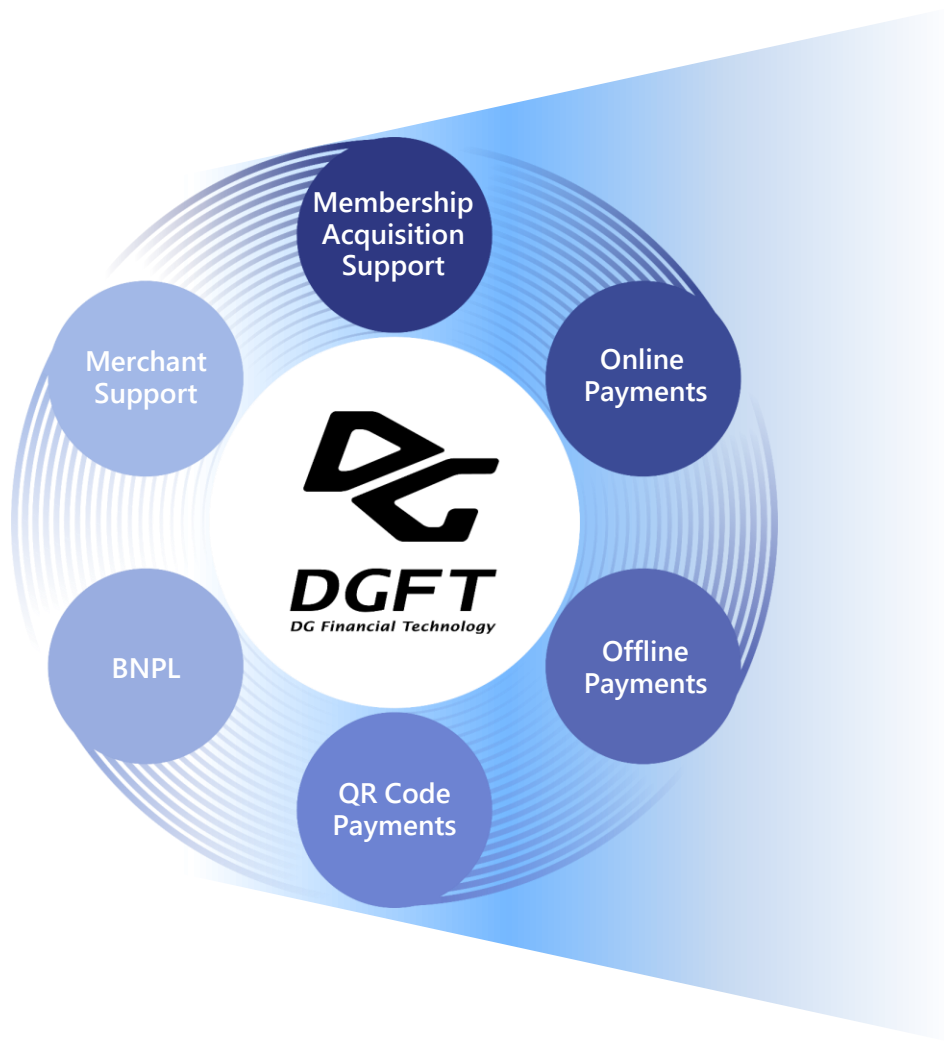 Membership
Acquisition
Support
Merchant
Support
Online
Payments
DGFT
DG Financial Technology
BNPL
Offline
Payments
QR Code
Payments